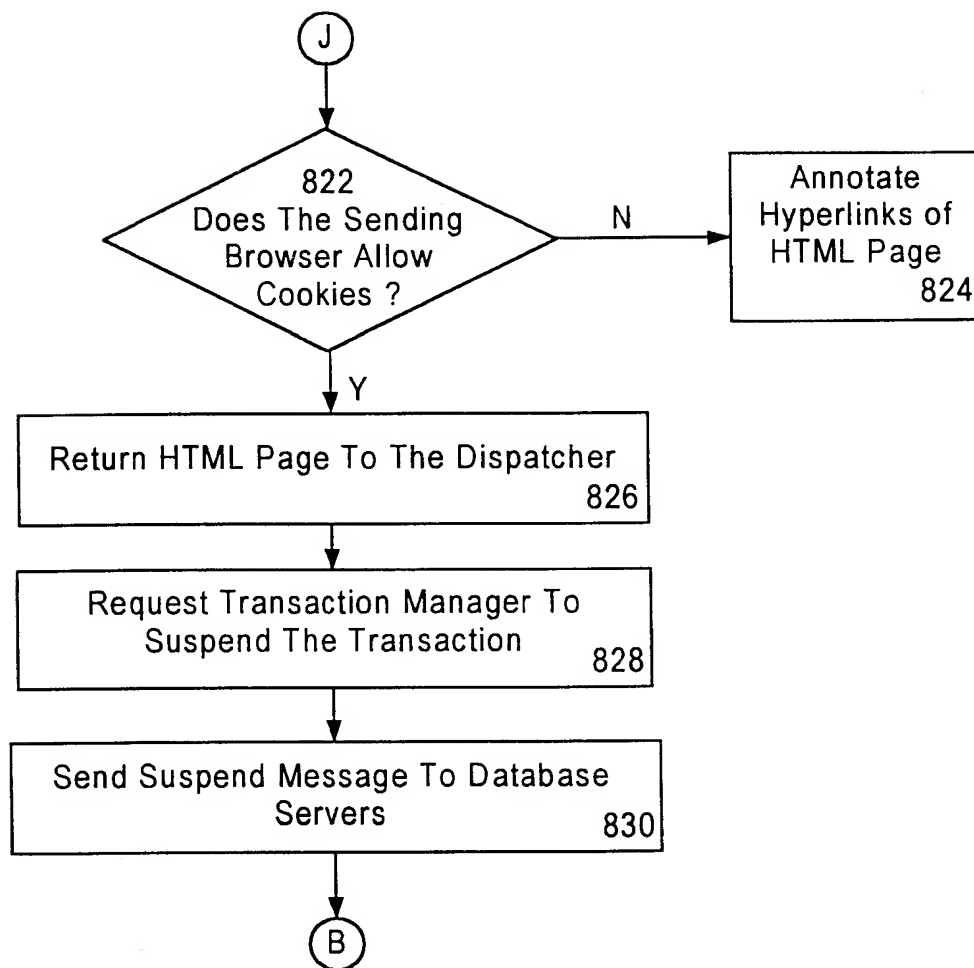 J
822
Does The Sending
Browser Allow
Cookies ?
N
Annotate
Hyperlinks of
HTML Page
824
Y
Return HTML Page To The Dispatcher
826
Request Transaction Manager To
Suspend The Transaction
828
Send Suspend Message To Database
Servers
830
B